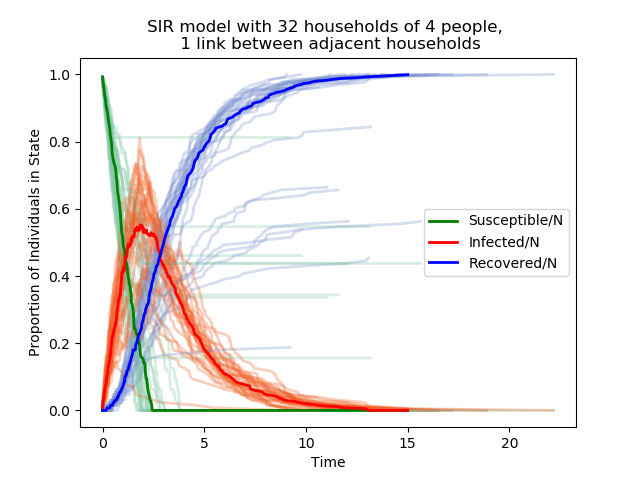 SIR model with 32 households of 4 people,
1 link between adjacent households
Proportion of Individuals in State
1.0
0.8
0.6
0.4
0.2
0.0
Susceptible/N
Infected/N
Recovered/N
0 5 10 15 20
Time